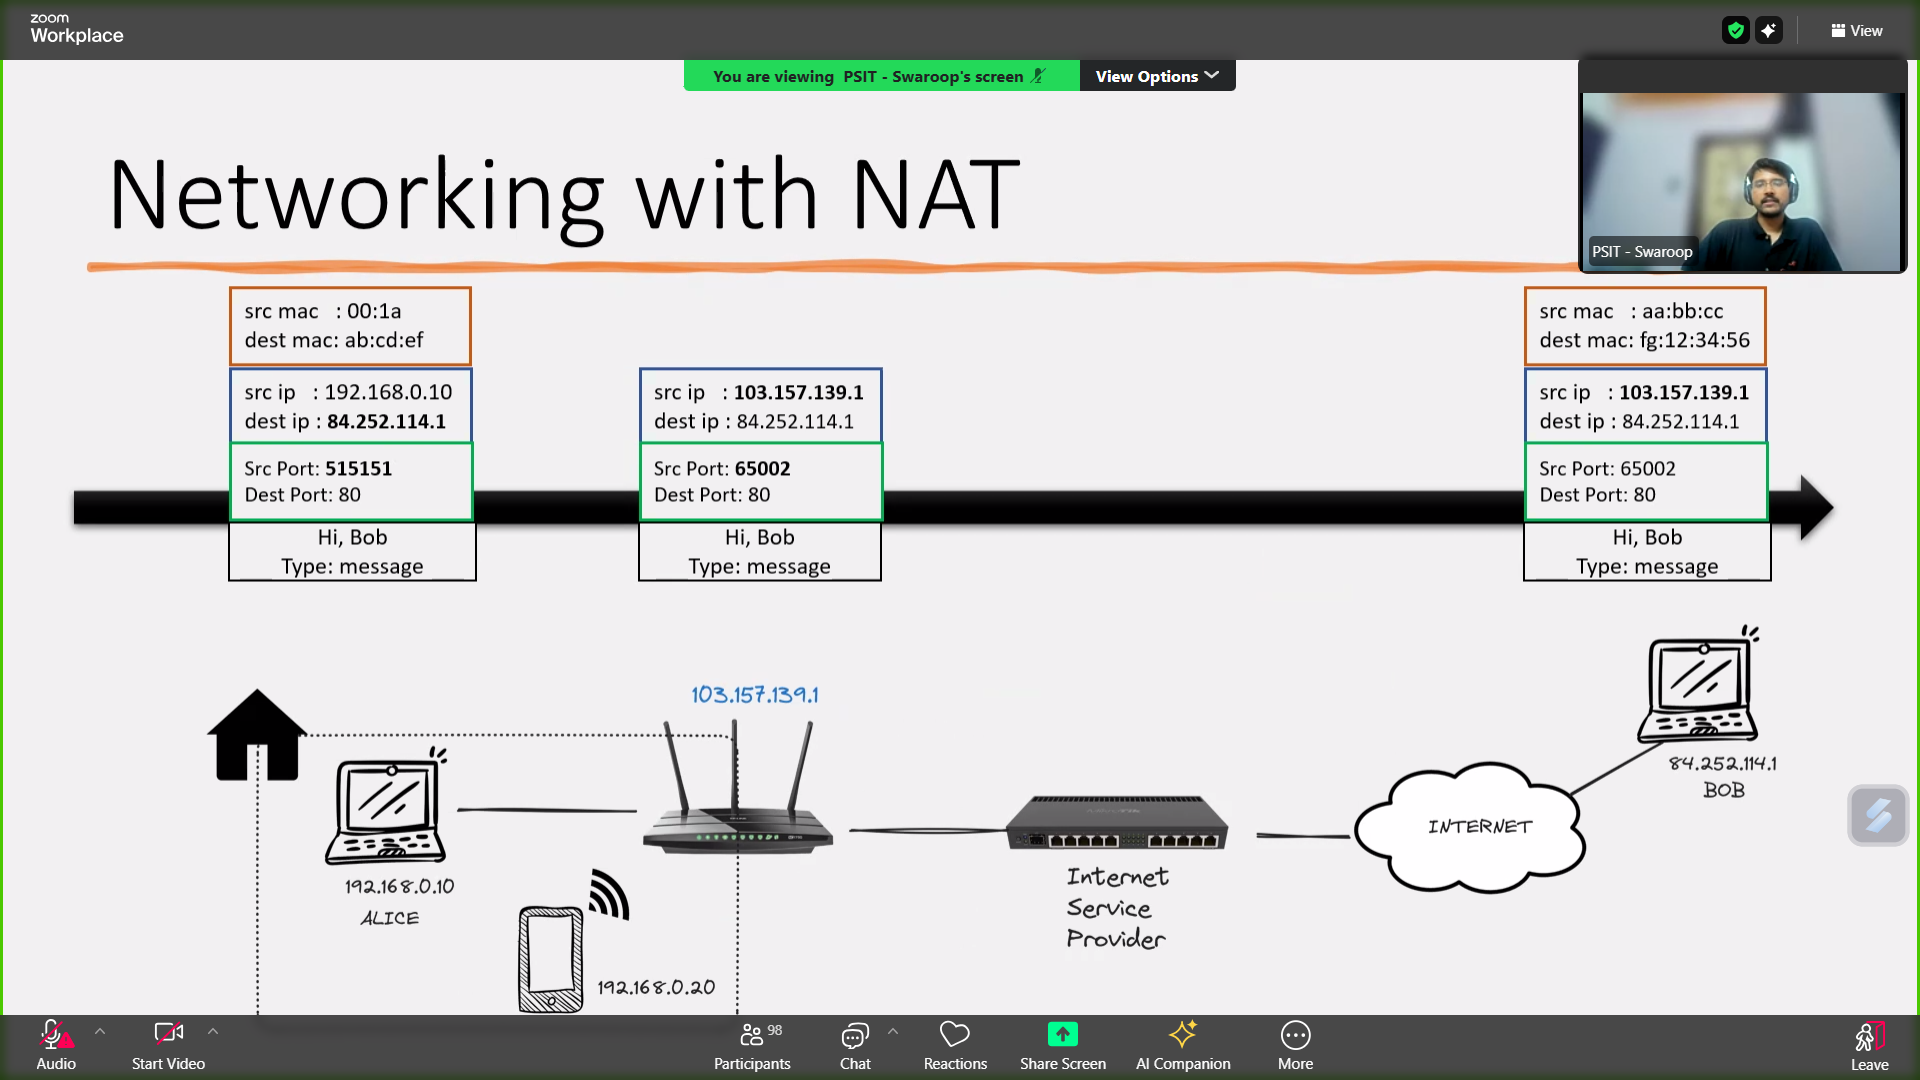 zoom
Workplace
View
You are viewing PSIT - Swaroop's screen
View Options
PSIT - Swaroop
Networking with NAT
src mac : 00:1a
dest mac: ab:cd:ef
src ip : 192.168.0.10
dest ip : 84.252.114.1
Src Port: 515151
Dest Port: 80
Hi, Bob
Type: message
src ip : 103.157.139.1
dest ip : 84.252.114.1
Src Port: 65002
Dest Port: 80
Hi, Bob
Type: message
src mac : aa:bb:cc
dest mac: fg:12:34:56
src ip : 103.157.139.1
dest ip : 84.252.114.1
Src Port: 65002
Dest Port: 80
Hi, Bob
Type: message
103.157.139.1
192.168.0.10
ALICE
192.168.0.20
Internet
Service
Provider
INTERNET
84.252.114.1
BOB
Audio
Start Video
98
Participants
Chat
Reactions
Share Screen
AI Companion
More
Leave